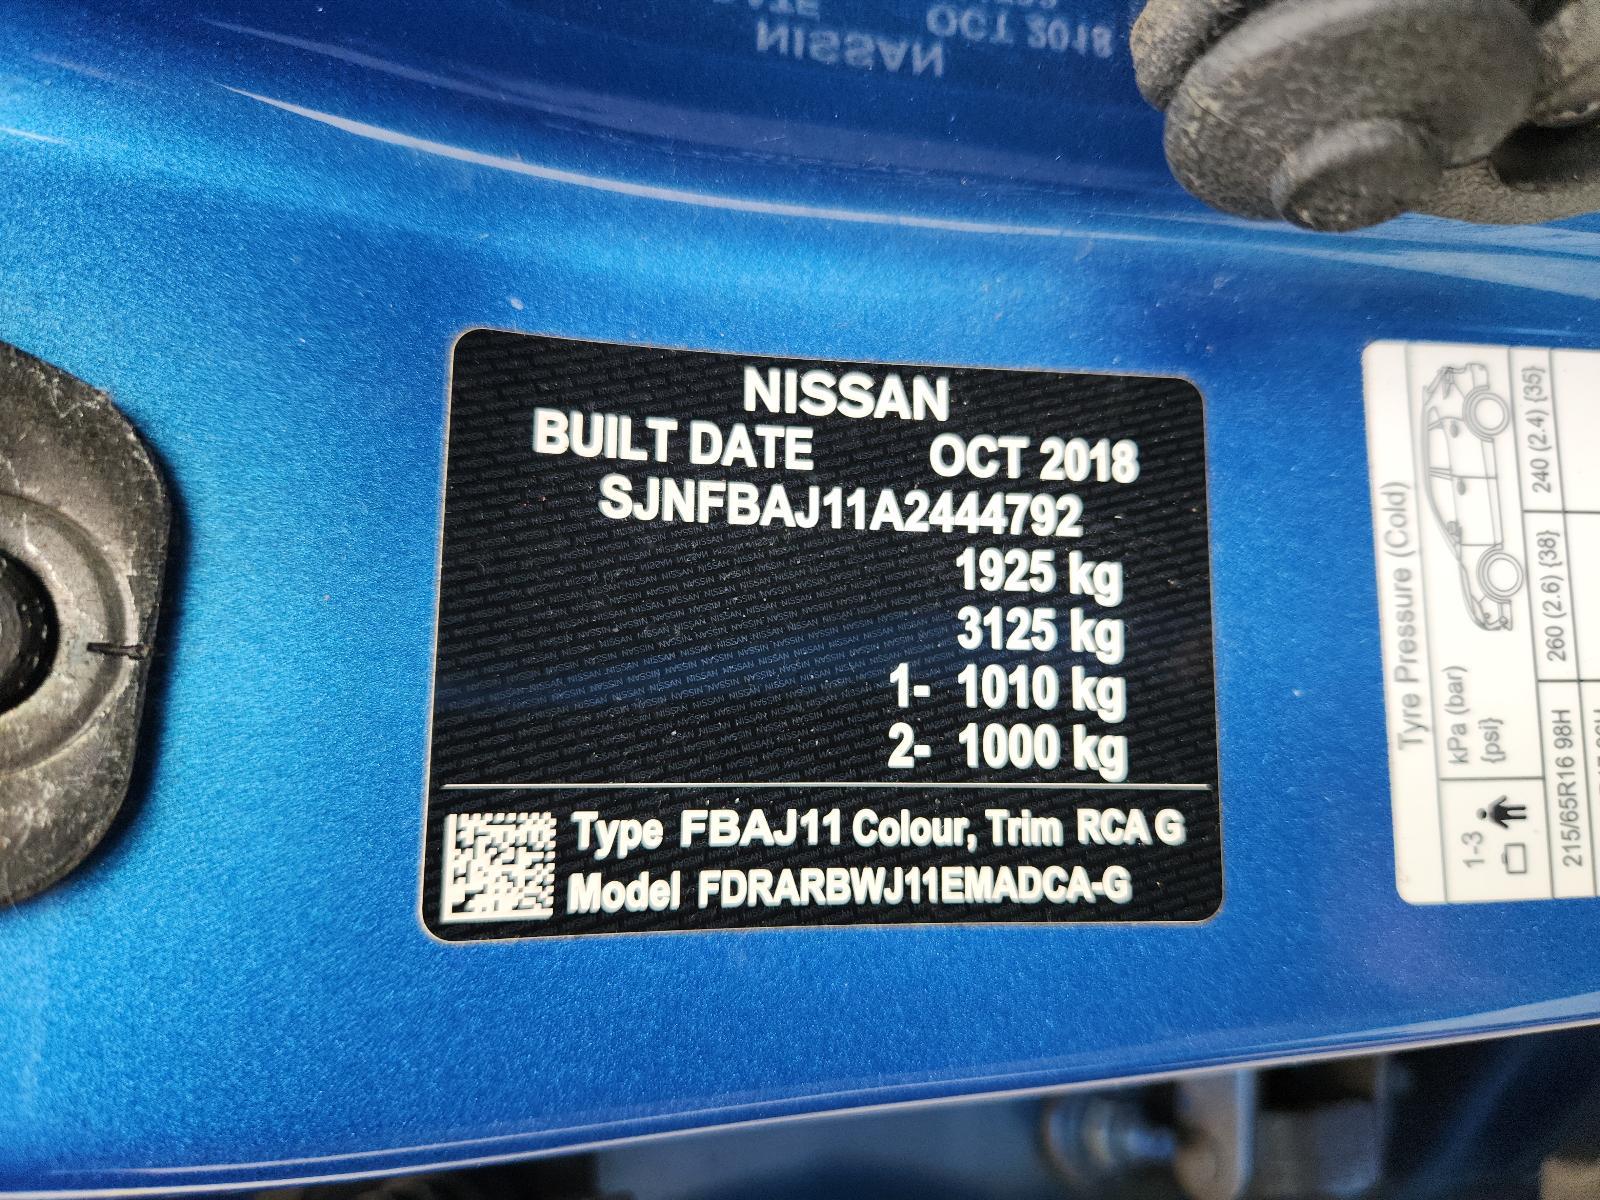 NISSAN
BUILT DATE OCT 2018
SJNFBAJ11A2444792
1925 kg
3125 kg
1- 1010 kg
2- 1000 kg
Type FBAJ11 Colour, Trim RCA G
Model FDRARBWJ11EMADCA-G
Tyre Pressure (Cold)
kPa (bar)
{psi}
260 (2.6) {38}
240 (2.4) {35}
1-3
215/65R16 98H
NISSAN
OCT 2018